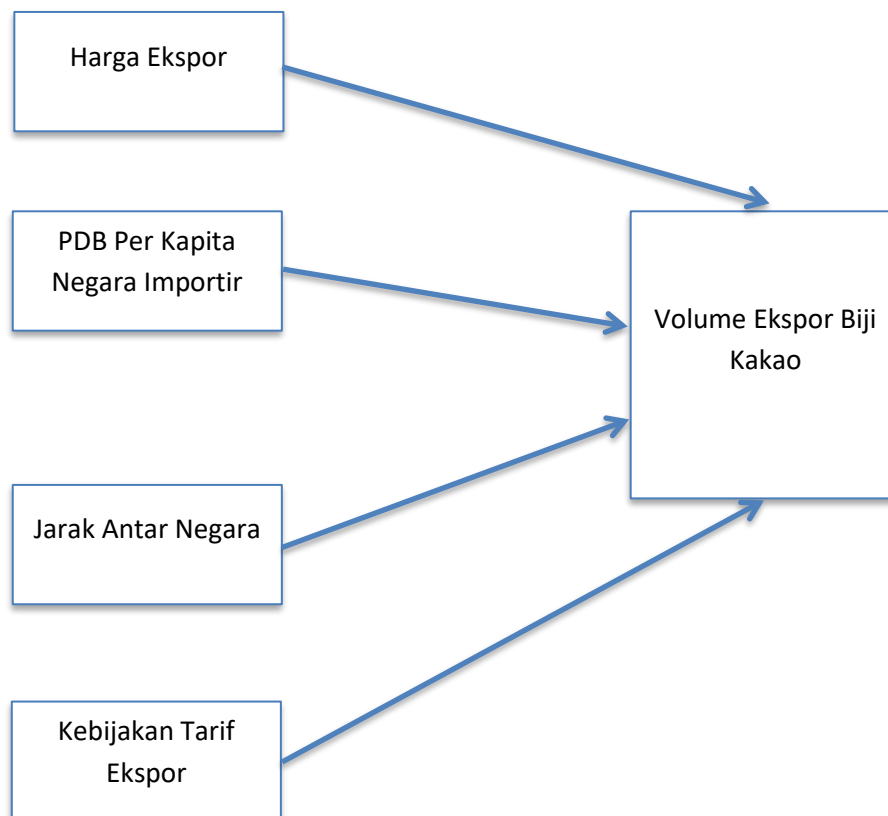 Harga Ekspor
PDB Per Kapita
Negara Importir
Volume Ekspor Biji
Kakao
Jarak Antar Negara
Kebijakan Tarif
Ekspor